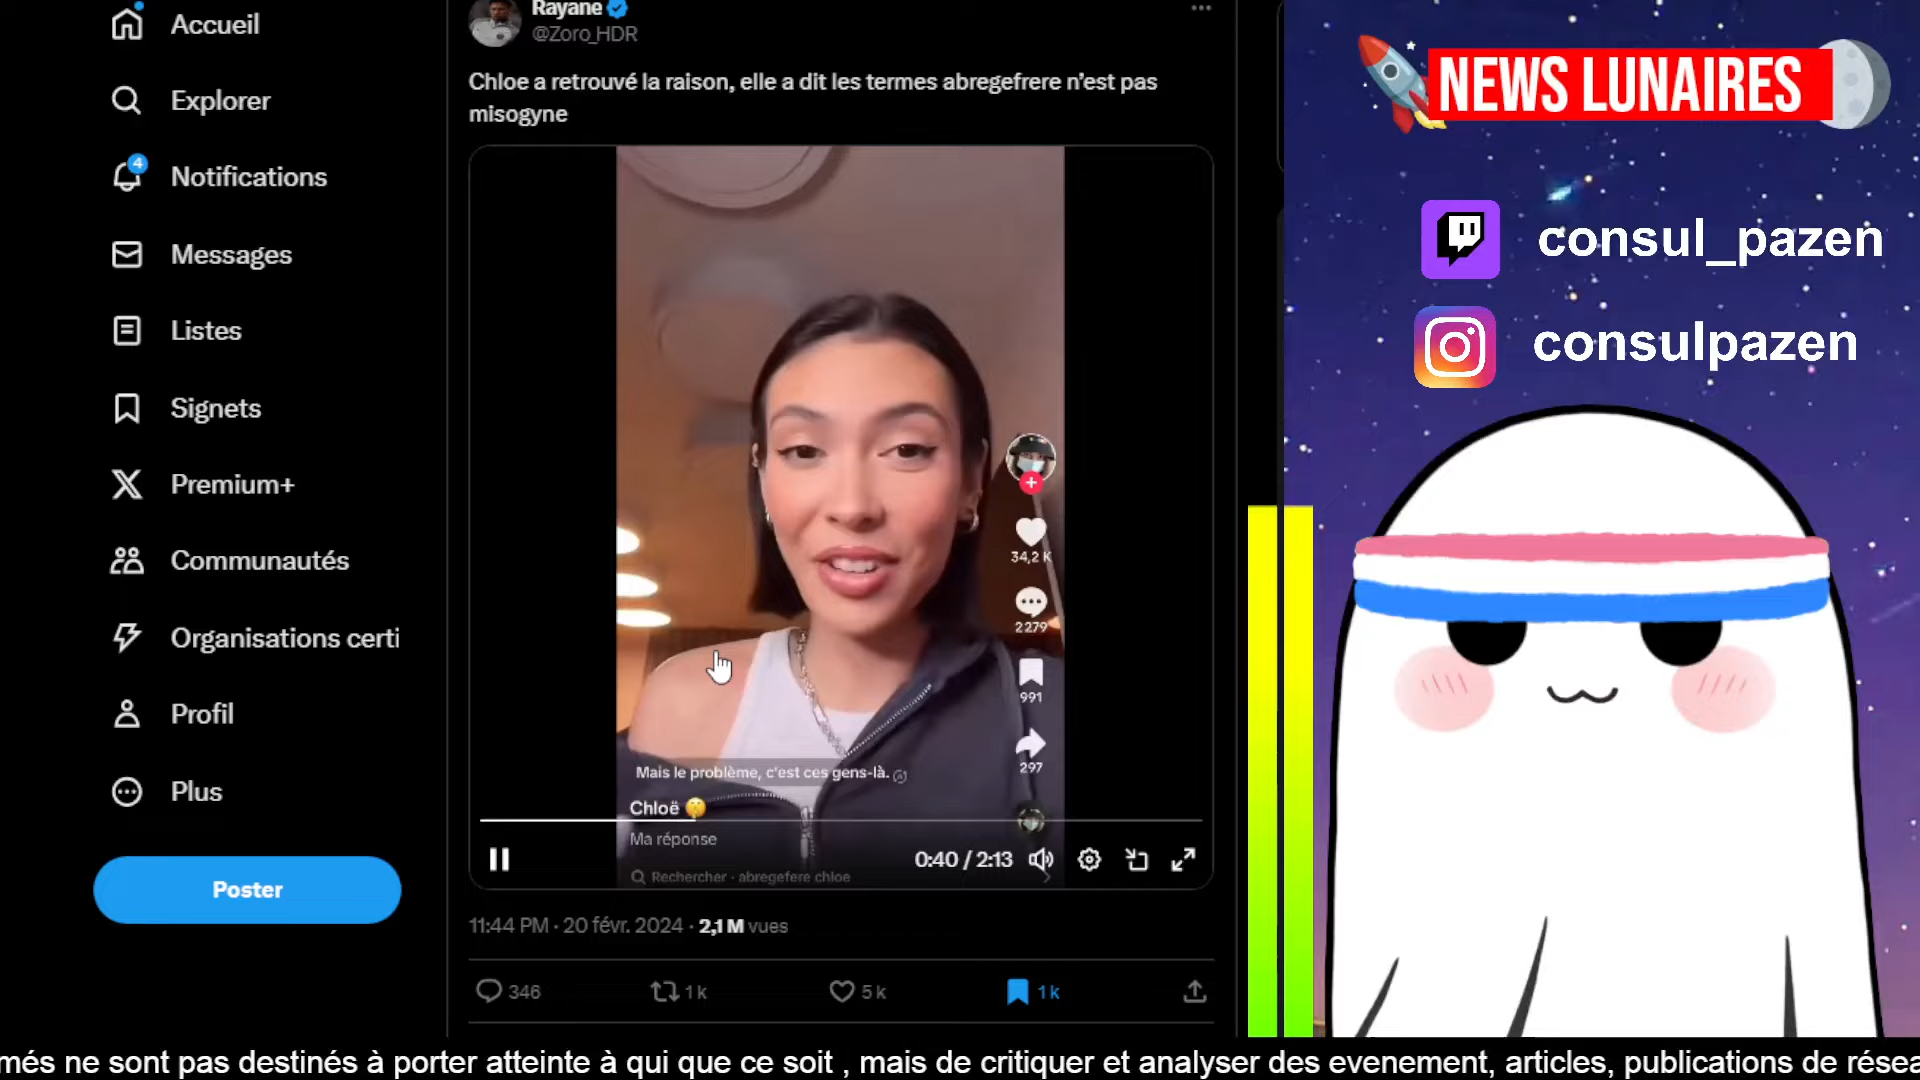 Accueil
Explorer
4
Notifications
Messages
Listes
Signets
Premium+
Communautés
Organisations certi
Profil
Plus
Poster
Rayane
@Zoro_HDR
Chloe a retrouvé la raison, elle a dit les termes abregefrere n'est pas
misogyne
34,2 K
2279
991
297
Mais le problème, c'est ces gens-là.
Chloë 🤫
Ma réponse
Rechercher · abregefere chloe
0:40 / 2:13
11:44 PM · 20 févr. 2024 · 2,1 M vues
346
1 k
5 k
1 k
NEWS LUNAIRES
consul_pazen
consulpazen
més ne sont pas destinés à porter atteinte à qui que ce soit , mais de critiquer et analyser des evenement, articles, publications de résea